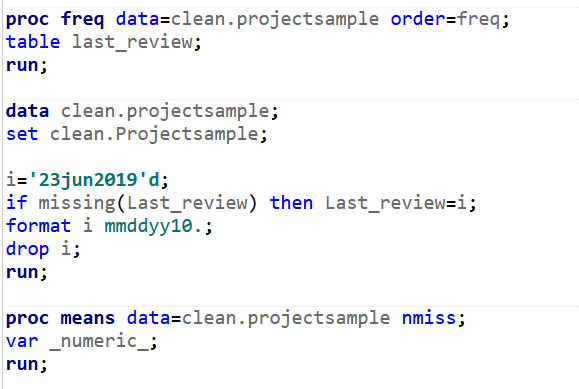 proc freq data=clean.projectsample order=freq;
table last_review;
run;
data clean.projectsample;
set clean.Projectsample;
i='23jun2019'd;
if missing(Last_review) then Last_review=i;
format i mmddyy10.;
drop i;
run;
proc means data=clean.projectsample nmiss;
var _numeric_;
run;